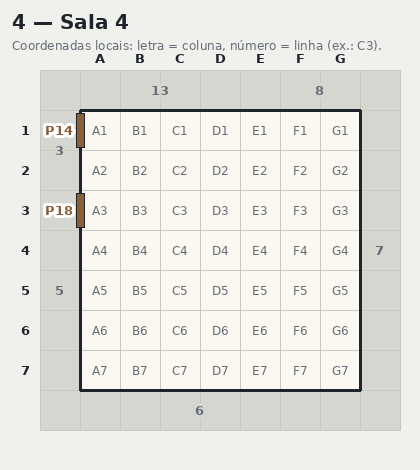 4 — Sala 4
Coordenadas locais: letra = coluna, número = linha (ex.: C3).
A B C D E F G
13 8
1 P14 A1 B1 C1 D1 E1 F1 G1
3
2 A2 B2 C2 D2 E2 F2 G2
3 P18 A3 B3 C3 D3 E3 F3 G3
4 A4 B4 C4 D4 E4 F4 G4 7
5 5 A5 B5 C5 D5 E5 F5 G5
6 A6 B6 C6 D6 E6 F6 G6
7 A7 B7 C7 D7 E7 F7 G7
6